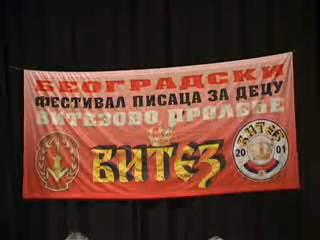 БЕОГРАДСКИ
ФЕСТИВАЛ ПИСАЦА ЗА ДЕЦУ
ВИТЕЗОВО ПРОЛЕЋЕ
ВИТЕЗ
ВИТЕЗ
20 01